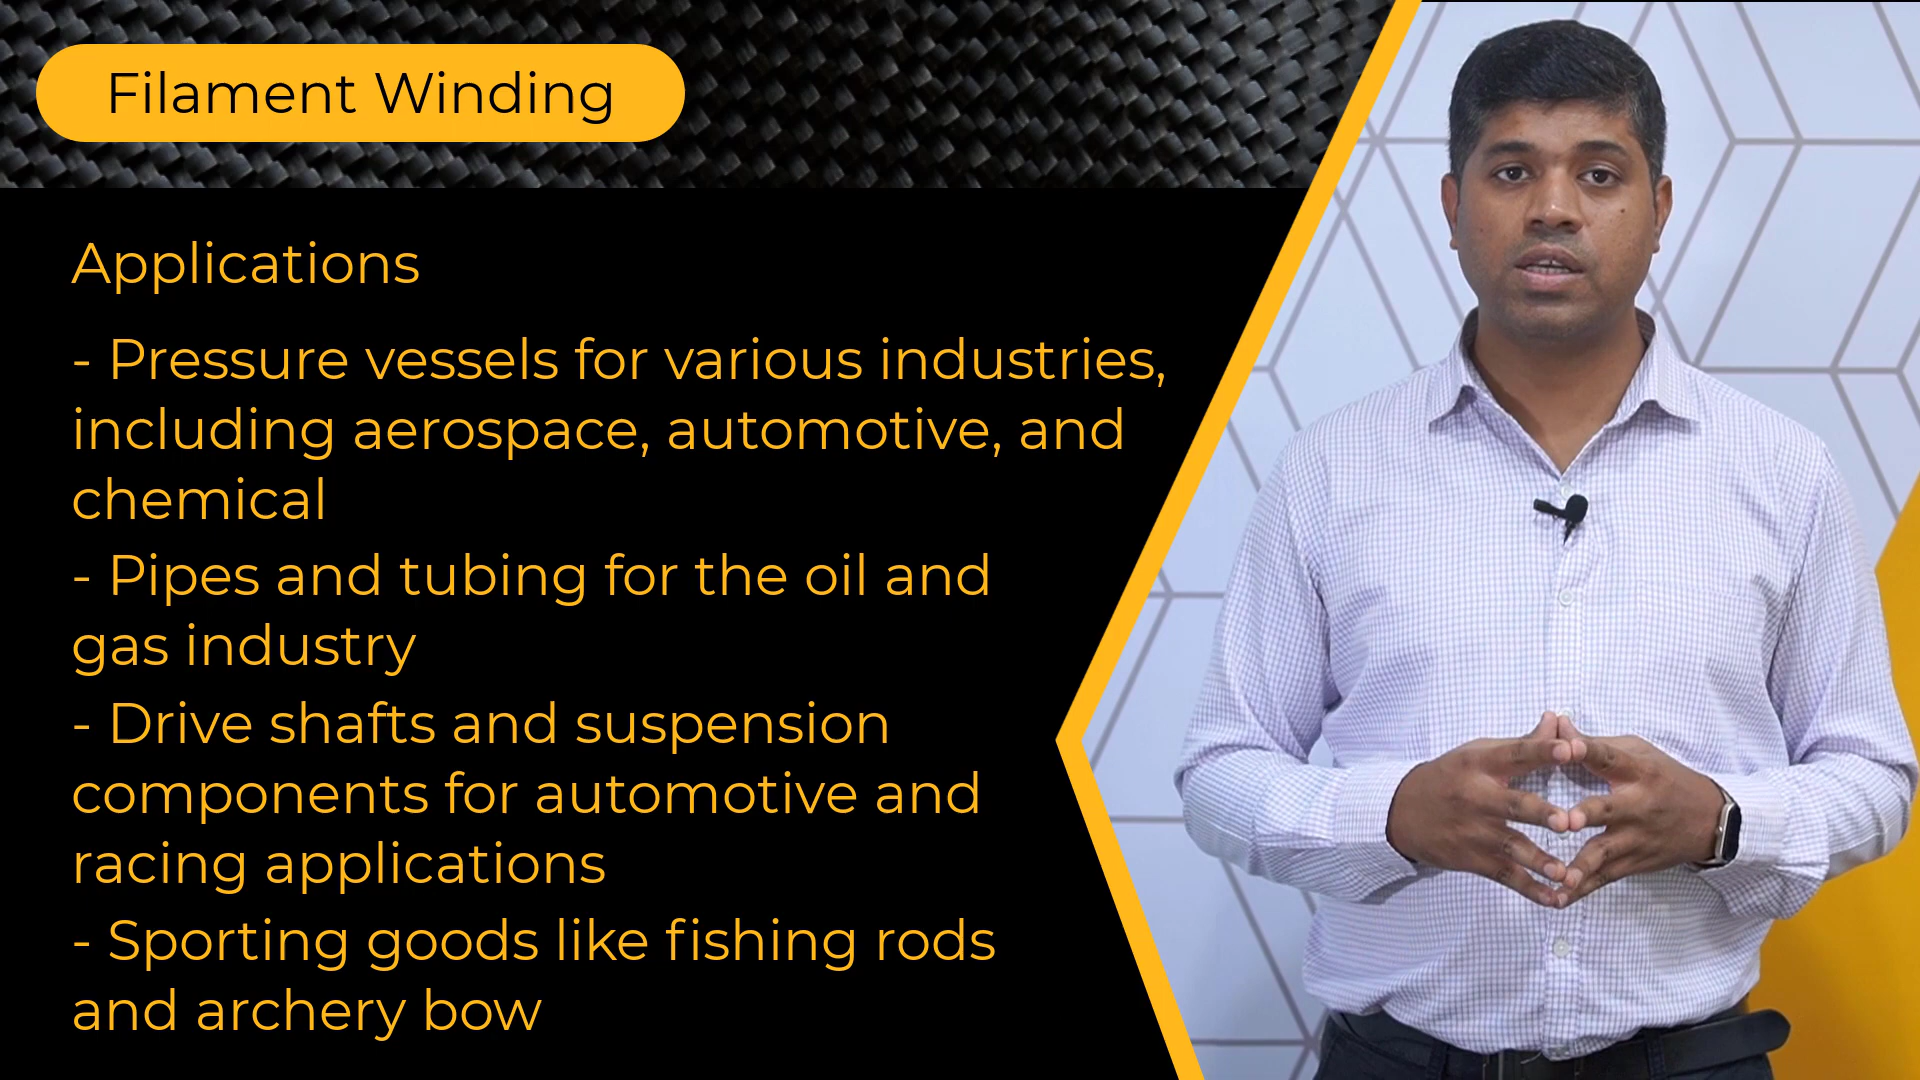 Filament Winding
Applications
- Pressure vessels for various industries,
including aerospace, automotive, and
chemical
- Pipes and tubing for the oil and
gas industry
- Drive shafts and suspension
components for automotive and
racing applications
- Sporting goods like fishing rods
and archery bow